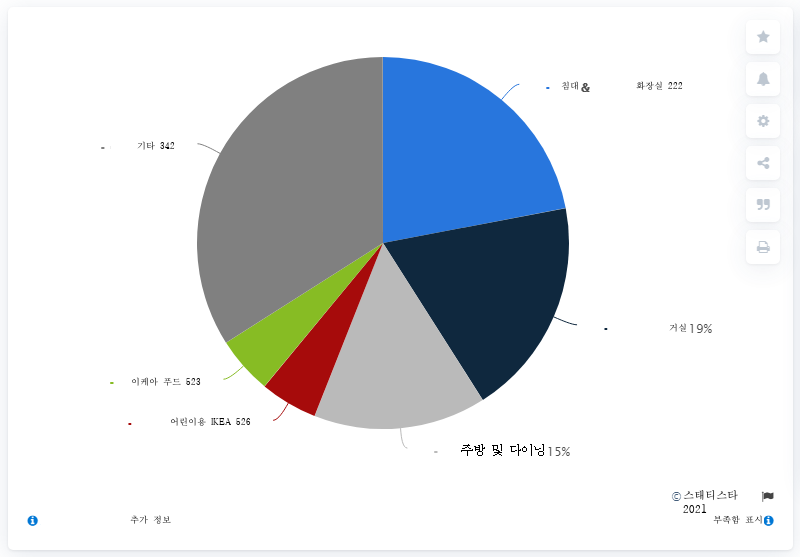 침대 & 화장실 222
기타 342
거실 19%
이케아 푸드 523
어린이용 IKEA 526
주방 및 다이닝 15%
© 스태티스타 2021
추가 정보
부족함 표시